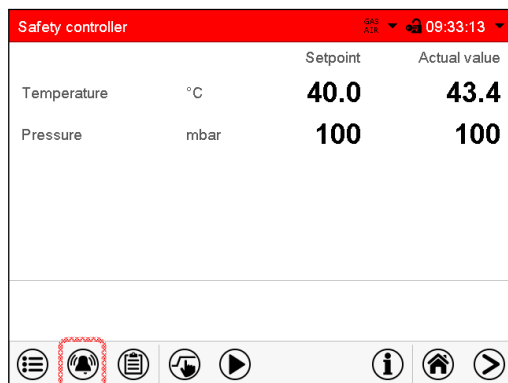 Safety controller GAS AIR 09:33:13
Setpoint Actual value
Temperature °C 40.0 43.4
Pressure mbar 100 100